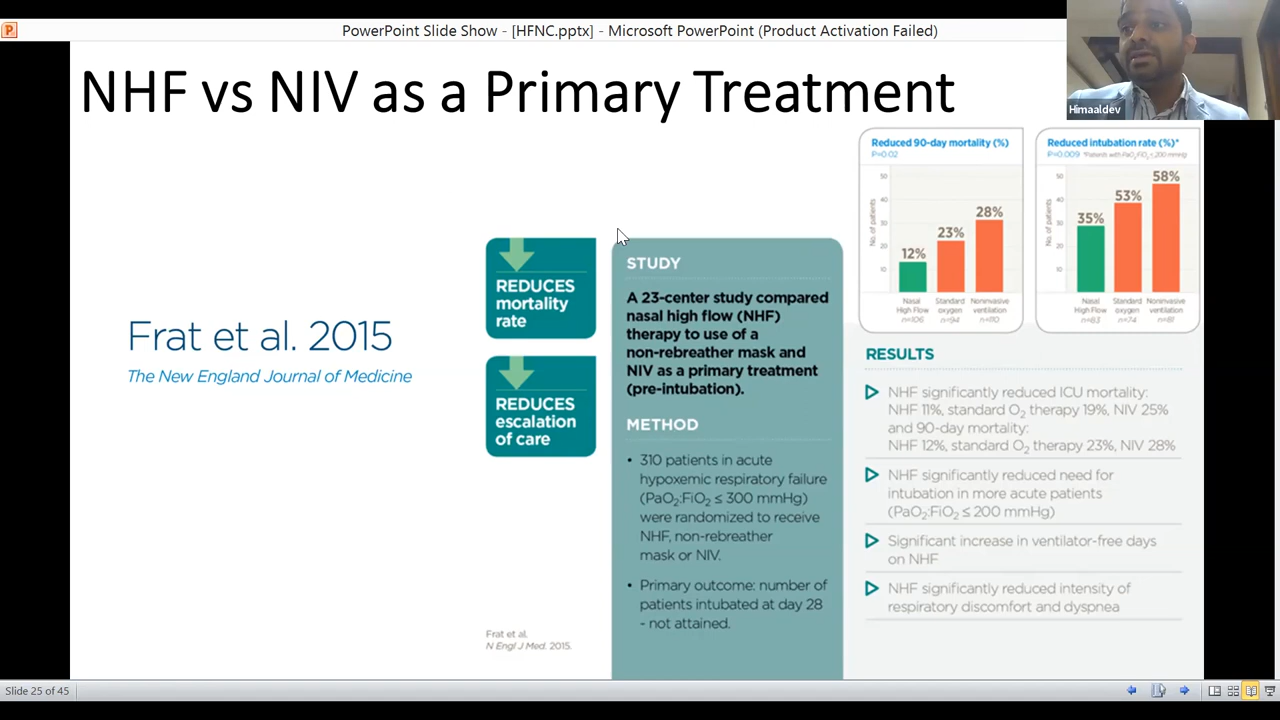 PowerPoint Slide Show - [HFNC.pptx] - Microsoft PowerPoint (Product Activation Failed)
Himaaldev
NHF vs NIV as a Primary Treatment
Frat et al. 2015
The New England Journal of Medicine
REDUCES
mortality
rate
REDUCES
escalation
of care
Frat et al.
N Engl J Med. 2015.
STUDY
A 23-center study compared
nasal high flow (NHF)
therapy to use of a
non-rebreather mask and
NIV as a primary treatment
(pre-intubation).
METHOD
• 310 patients in acute
hypoxemic respiratory failure
(PaO₂:FiO₂ ≤ 300 mmHg)
were randomized to receive
NHF, non-rebreather
mask or NIV.
• Primary outcome: number of
patients intubated at day 28
- not attained.
Reduced 90-day mortality (%)
P=0.02
No. of patients
50
40
30
20
10
12%
23%
28%
Nasal
High Flow
n=106
Standard
oxygen
n=94
Noninvasive
ventilation
n=110
Reduced intubation rate (%)*
P=0.009 *Patients with PaO₂:FiO₂ ≤ 200 mmHg
No. of patients
50
40
30
20
10
35%
53%
58%
Nasal
High Flow
n=83
Standard
oxygen
n=74
Noninvasive
ventilation
n=81
RESULTS
NHF significantly reduced ICU mortality:
NHF 11%, standard O₂ therapy 19%, NIV 25%
and 90-day mortality:
NHF 12%, standard O₂ therapy 23%, NIV 28%
NHF significantly reduced need for
intubation in more acute patients
(PaO₂:FiO₂ ≤ 200 mmHg)
Significant increase in ventilator-free days
on NHF
NHF significantly reduced intensity of
respiratory discomfort and dyspnea
Slide 25 of 45